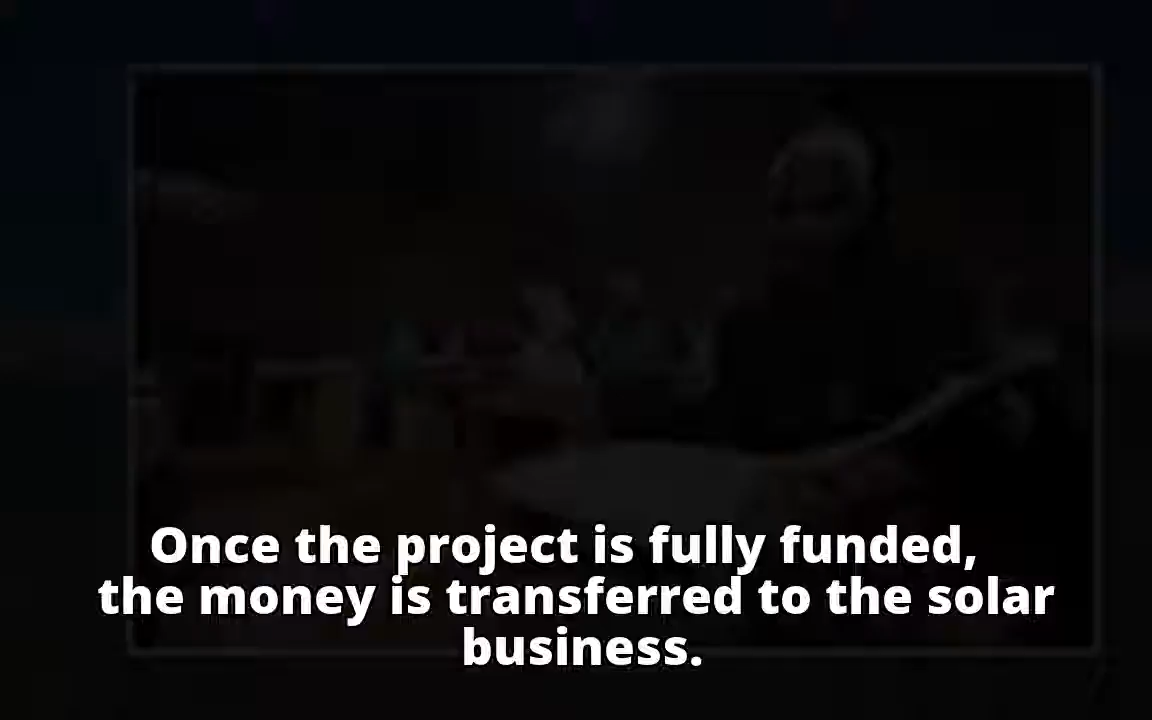 Once the project is fully funded,
the money is transferred to the solar
business.